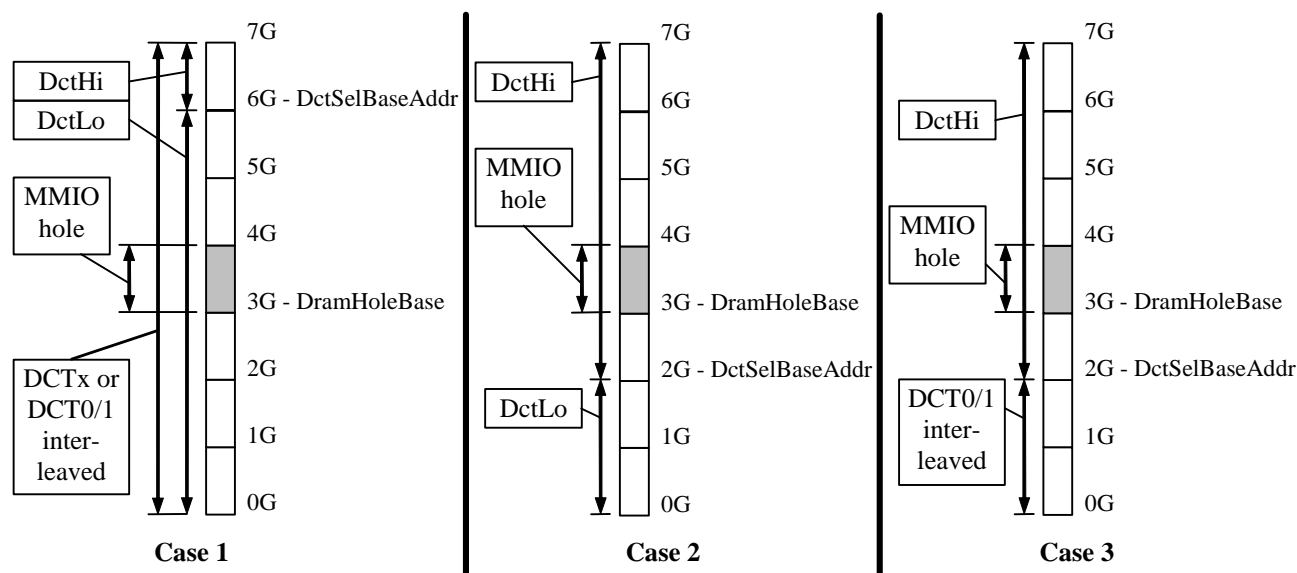 7G
DctHi
6G - DctSelBaseAddr
DctLo
5G
MMIO
hole
4G
3G - DramHoleBase
2G
DCTx or
DCT0/1
inter-
leaved
1G
0G
Case 1
7G
DctHi
6G
5G
MMIO
hole
4G
3G - DramHoleBase
2G - DctSelBaseAddr
DctLo
1G
0G
Case 2
7G
6G
DctHi
5G
4G
MMIO
hole
3G - DramHoleBase
2G - DctSelBaseAddr
DCT0/1
inter-
leaved
1G
0G
Case 3